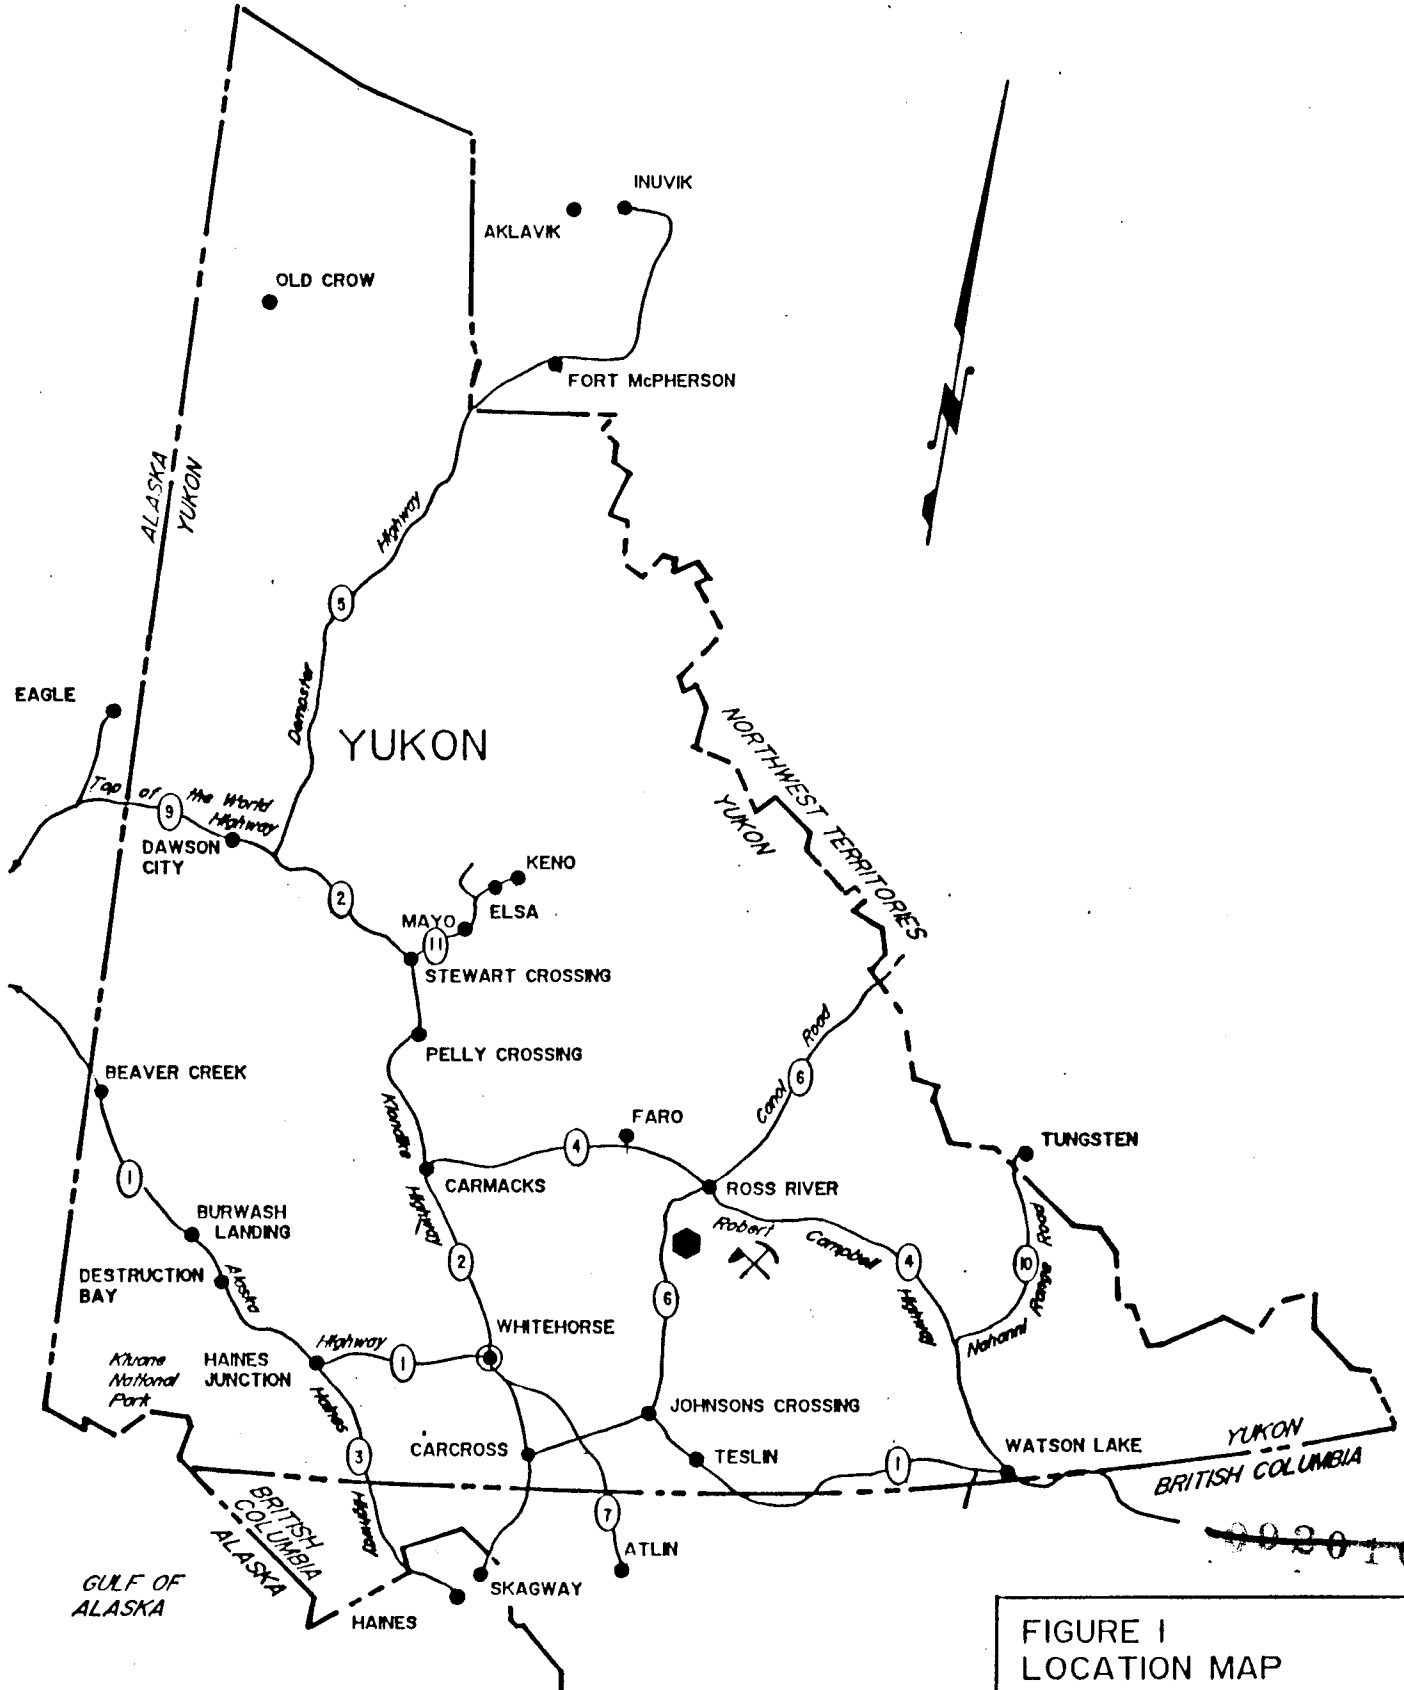 INUVIK
AKLAVIK
OLD CROW
FORT McPHERSON
ALASKA
YUKON
Highway
5
Demaster
EAGLE
YUKON
NORTHWEST TERRITORIES
YUKON
Top of the World
Highway
9
DAWSON
CITY
2
KENO
ELSA
MAYO
11
STEWART CROSSING
PELLY CROSSING
Canol Road
6
BEAVER CREEK
Klondike
Highway
FARO
4
TUNGSTEN
CARMACKS
ROSS RIVER
1
BURWASH
LANDING
Robert
Campbell
Highway
4
10
Nahanni Range Road
DESTRUCTION
BAY
Alaska
2
6
WHITEHORSE
Highway
1
Kluane
National
Park
HAINES
JUNCTION
Haines
3
Highway
JOHNSONS CROSSING
CARCROSS
TESLIN
1
WATSON LAKE
YUKON
BRITISH COLUMBIA
BRITISH
COLUMBIA
ALASKA
7
ATLIN
GULF OF
ALASKA
SKAGWAY
HAINES
FIGURE 1
LOCATION MAP